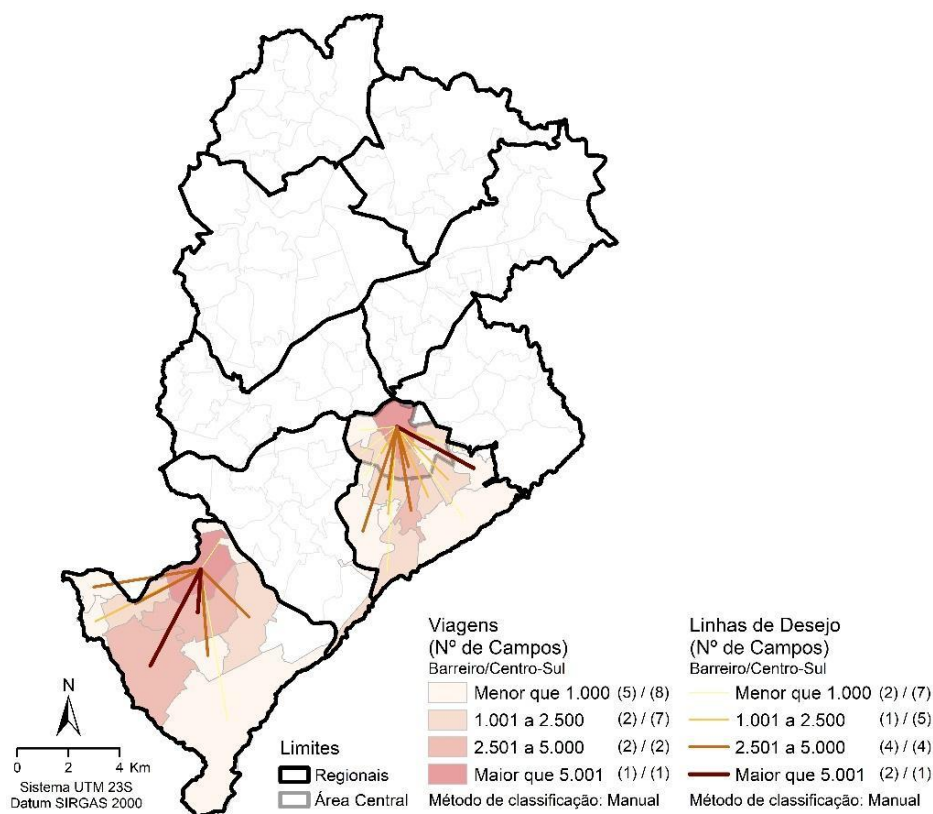 N
0 2 4 Km
Sistema UTM 23S
Datum SIRGAS 2000
Limites
Regionais
Área Central
Viagens
(Nº de Campos)
Barreiro/Centro-Sul
Menor que 1.000 (5) / (8)
1.001 a 2.500 (2) / (7)
2.501 a 5.000 (2) / (2)
Maior que 5.001 (1) / (1)
Método de classificação: Manual
Linhas de Desejo
(Nº de Campos)
Barreiro/Centro-Sul
Menor que 1.000 (2) / (7)
1.001 a 2.500 (1) / (5)
2.501 a 5.000 (4) / (4)
Maior que 5.001 (2) / (1)
Método de classificação: Manual